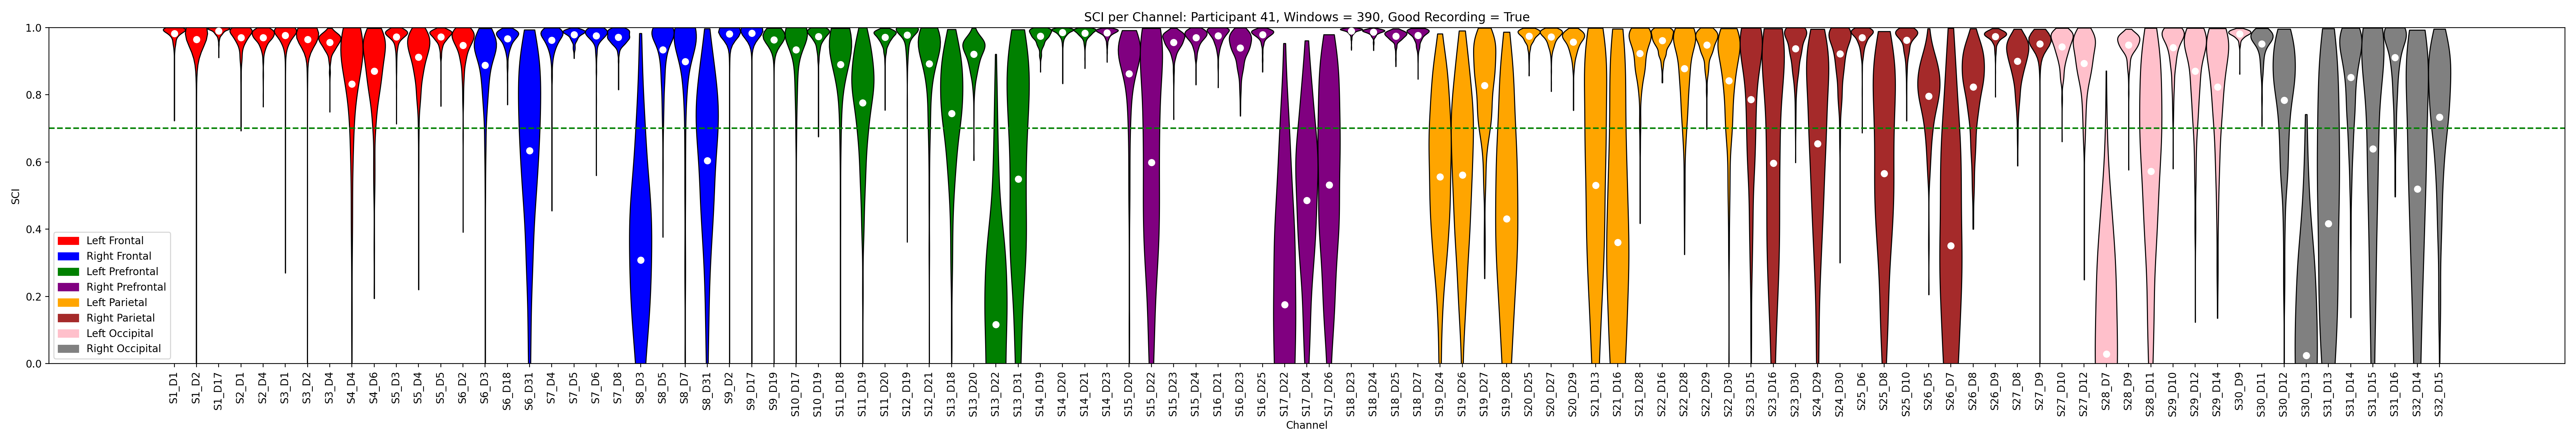 SCI per Channel: Participant 41, Windows = 390, Good Recording = True
SCI
1.0
0.8
0.6
0.4
0.2
0.0
Left Frontal
Right Frontal
Left Prefrontal
Right Prefrontal
Left Parietal
Right Parietal
Left Occipital
Right Occipital
S1_D1
S1_D2
S1_D17
S2_D1
S2_D4
S3_D1
S3_D2
S3_D4
S4_D4
S4_D6
S5_D3
S5_D4
S5_D5
S6_D2
S6_D3
S6_D18
S6_D31
S7_D4
S7_D5
S7_D6
S7_D8
S8_D3
S8_D5
S8_D7
S8_D31
S9_D2
S9_D17
S9_D19
S10_D17
S10_D19
S11_D18
S11_D19
S11_D20
S12_D19
S12_D21
S13_D18
S13_D20
S13_D22
S13_D31
S14_D19
S14_D20
S14_D21
S14_D23
S15_D20
S15_D22
S15_D23
S15_D24
S16_D21
S16_D23
S16_D25
S17_D22
S17_D24
S17_D26
S18_D23
S18_D24
S18_D25
S18_D27
S19_D24
S19_D26
S19_D27
S19_D28
S20_D25
S20_D27
S20_D29
S21_D13
S21_D16
S21_D28
S22_D16
S22_D28
S22_D29
S22_D30
S23_D15
S23_D16
S23_D30
S24_D29
S24_D30
S25_D6
S25_D8
S25_D10
S26_D5
S26_D7
S26_D8
S26_D9
S27_D8
S27_D9
S27_D10
S27_D12
S28_D7
S28_D9
S28_D11
S29_D10
S29_D12
S29_D14
S30_D9
S30_D11
S30_D12
S30_D13
S31_D13
S31_D14
S31_D15
S31_D16
S32_D14
S32_D15
Channel